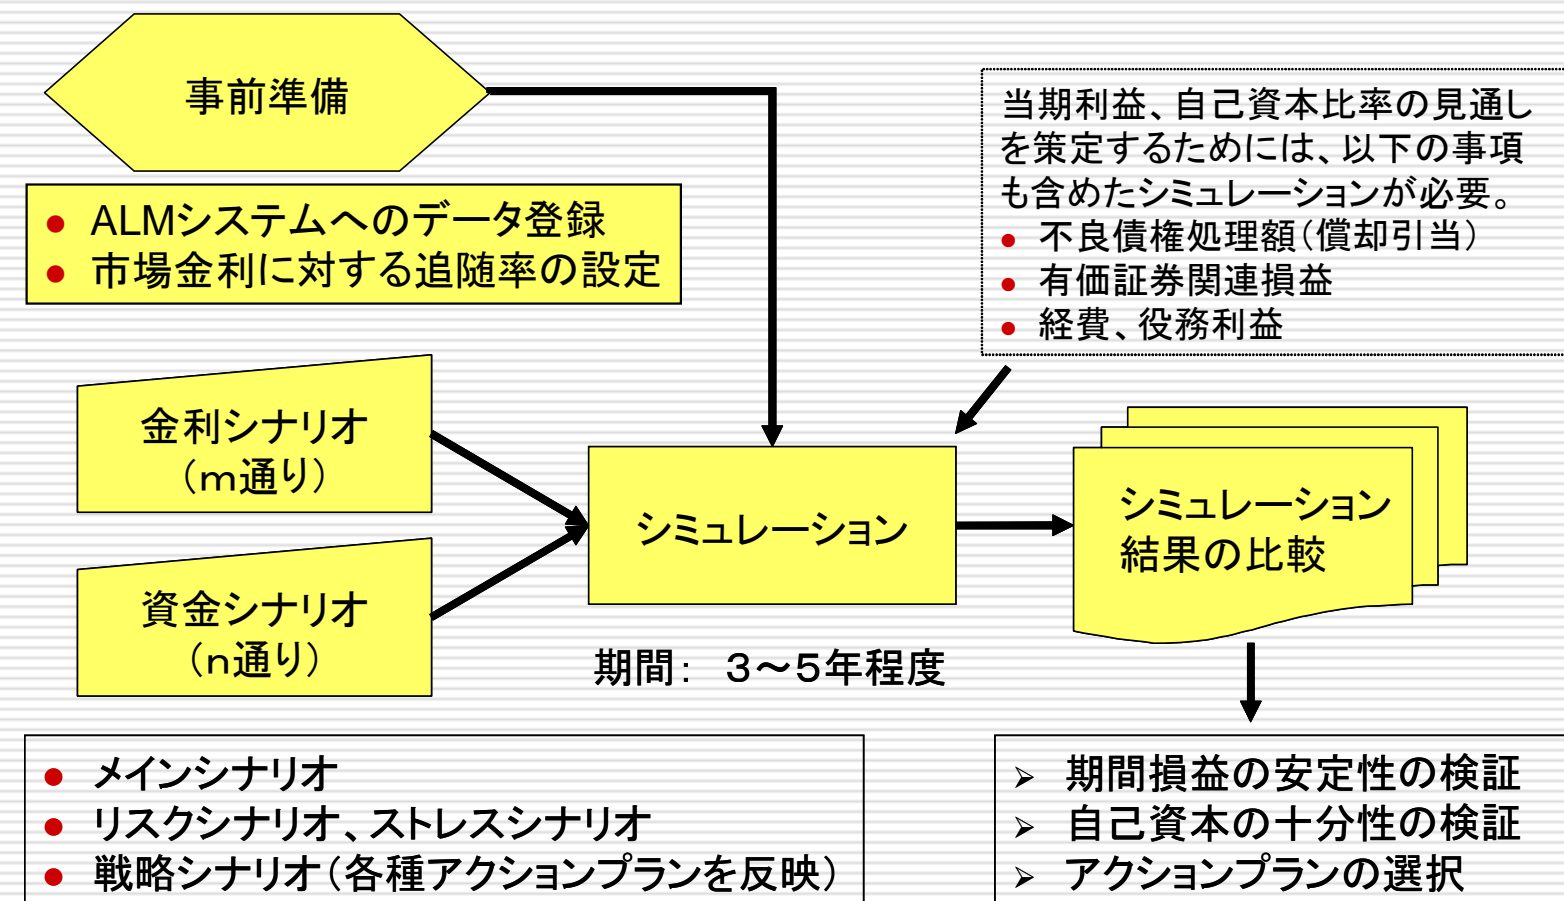 事前準備
● ALMシステムへのデータ登録
● 市場金利に対する追随率の設定
当期利益、自己資本比率の見通し
を策定するためには、以下の事項
も含めたシミュレーションが必要。
● 不良債権処理額(償却引当)
● 有価証券関連損益
● 経費、役務利益
金利シナリオ
(m通り)
資金シナリオ
(n通り)
シミュレーション
シミュレーション
結果の比較
期間: 3~5年程度
● メインシナリオ
● リスクシナリオ、ストレスシナリオ
● 戦略シナリオ(各種アクションプランを反映)
➢ 期間損益の安定性の検証
➢ 自己資本の十分性の検証
➢ アクションプランの選択